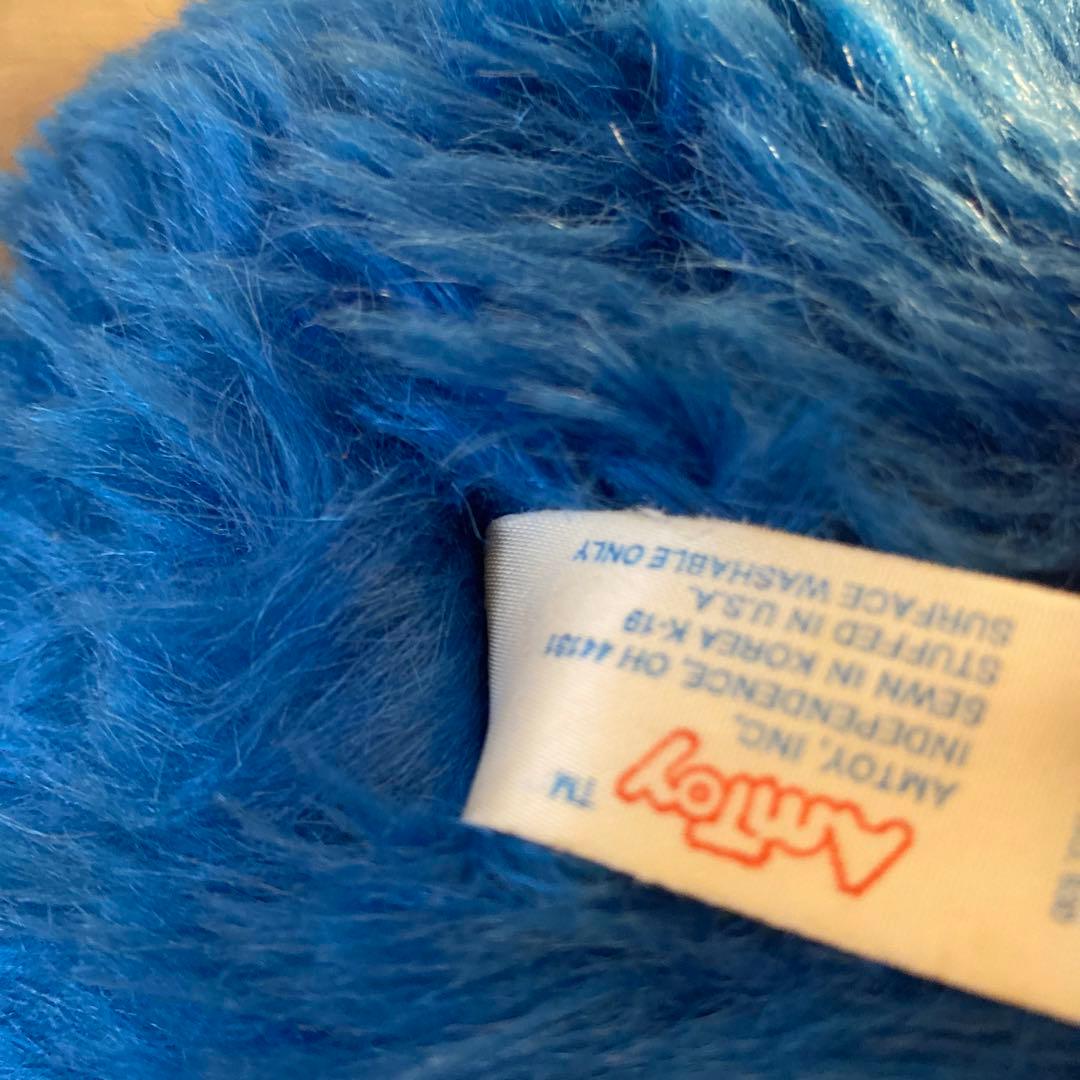 AmToy TM
AMTOY, INC.
INDEPENDENCE, OH 44131
SEWN IN KOREA K-19
STUFFED IN U.S.A.
SURFACE WASHABLE ONLY